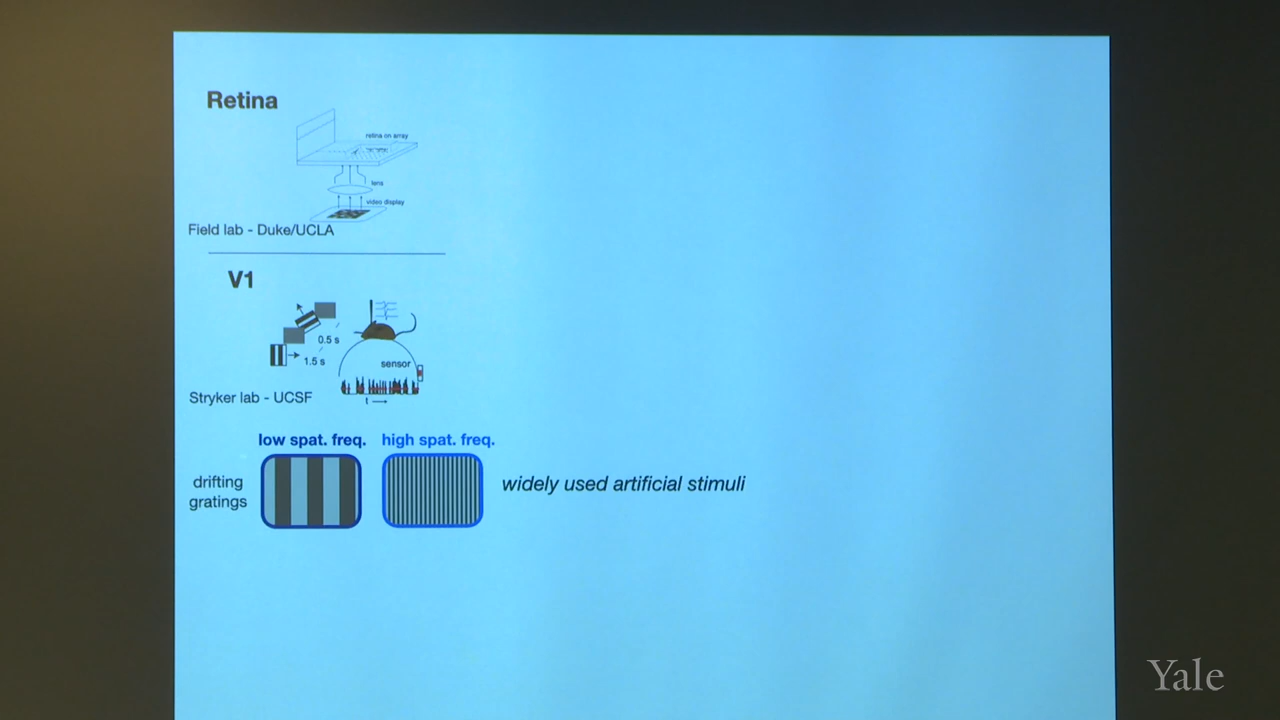 Retina
retina on array
lens
video display
Field lab - Duke/UCLA
V1
0.5 s
1.5 s
sensor
t
Stryker lab - UCSF
low spat. freq. high spat. freq.
drifting
gratings
widely used artificial stimuli
Yale